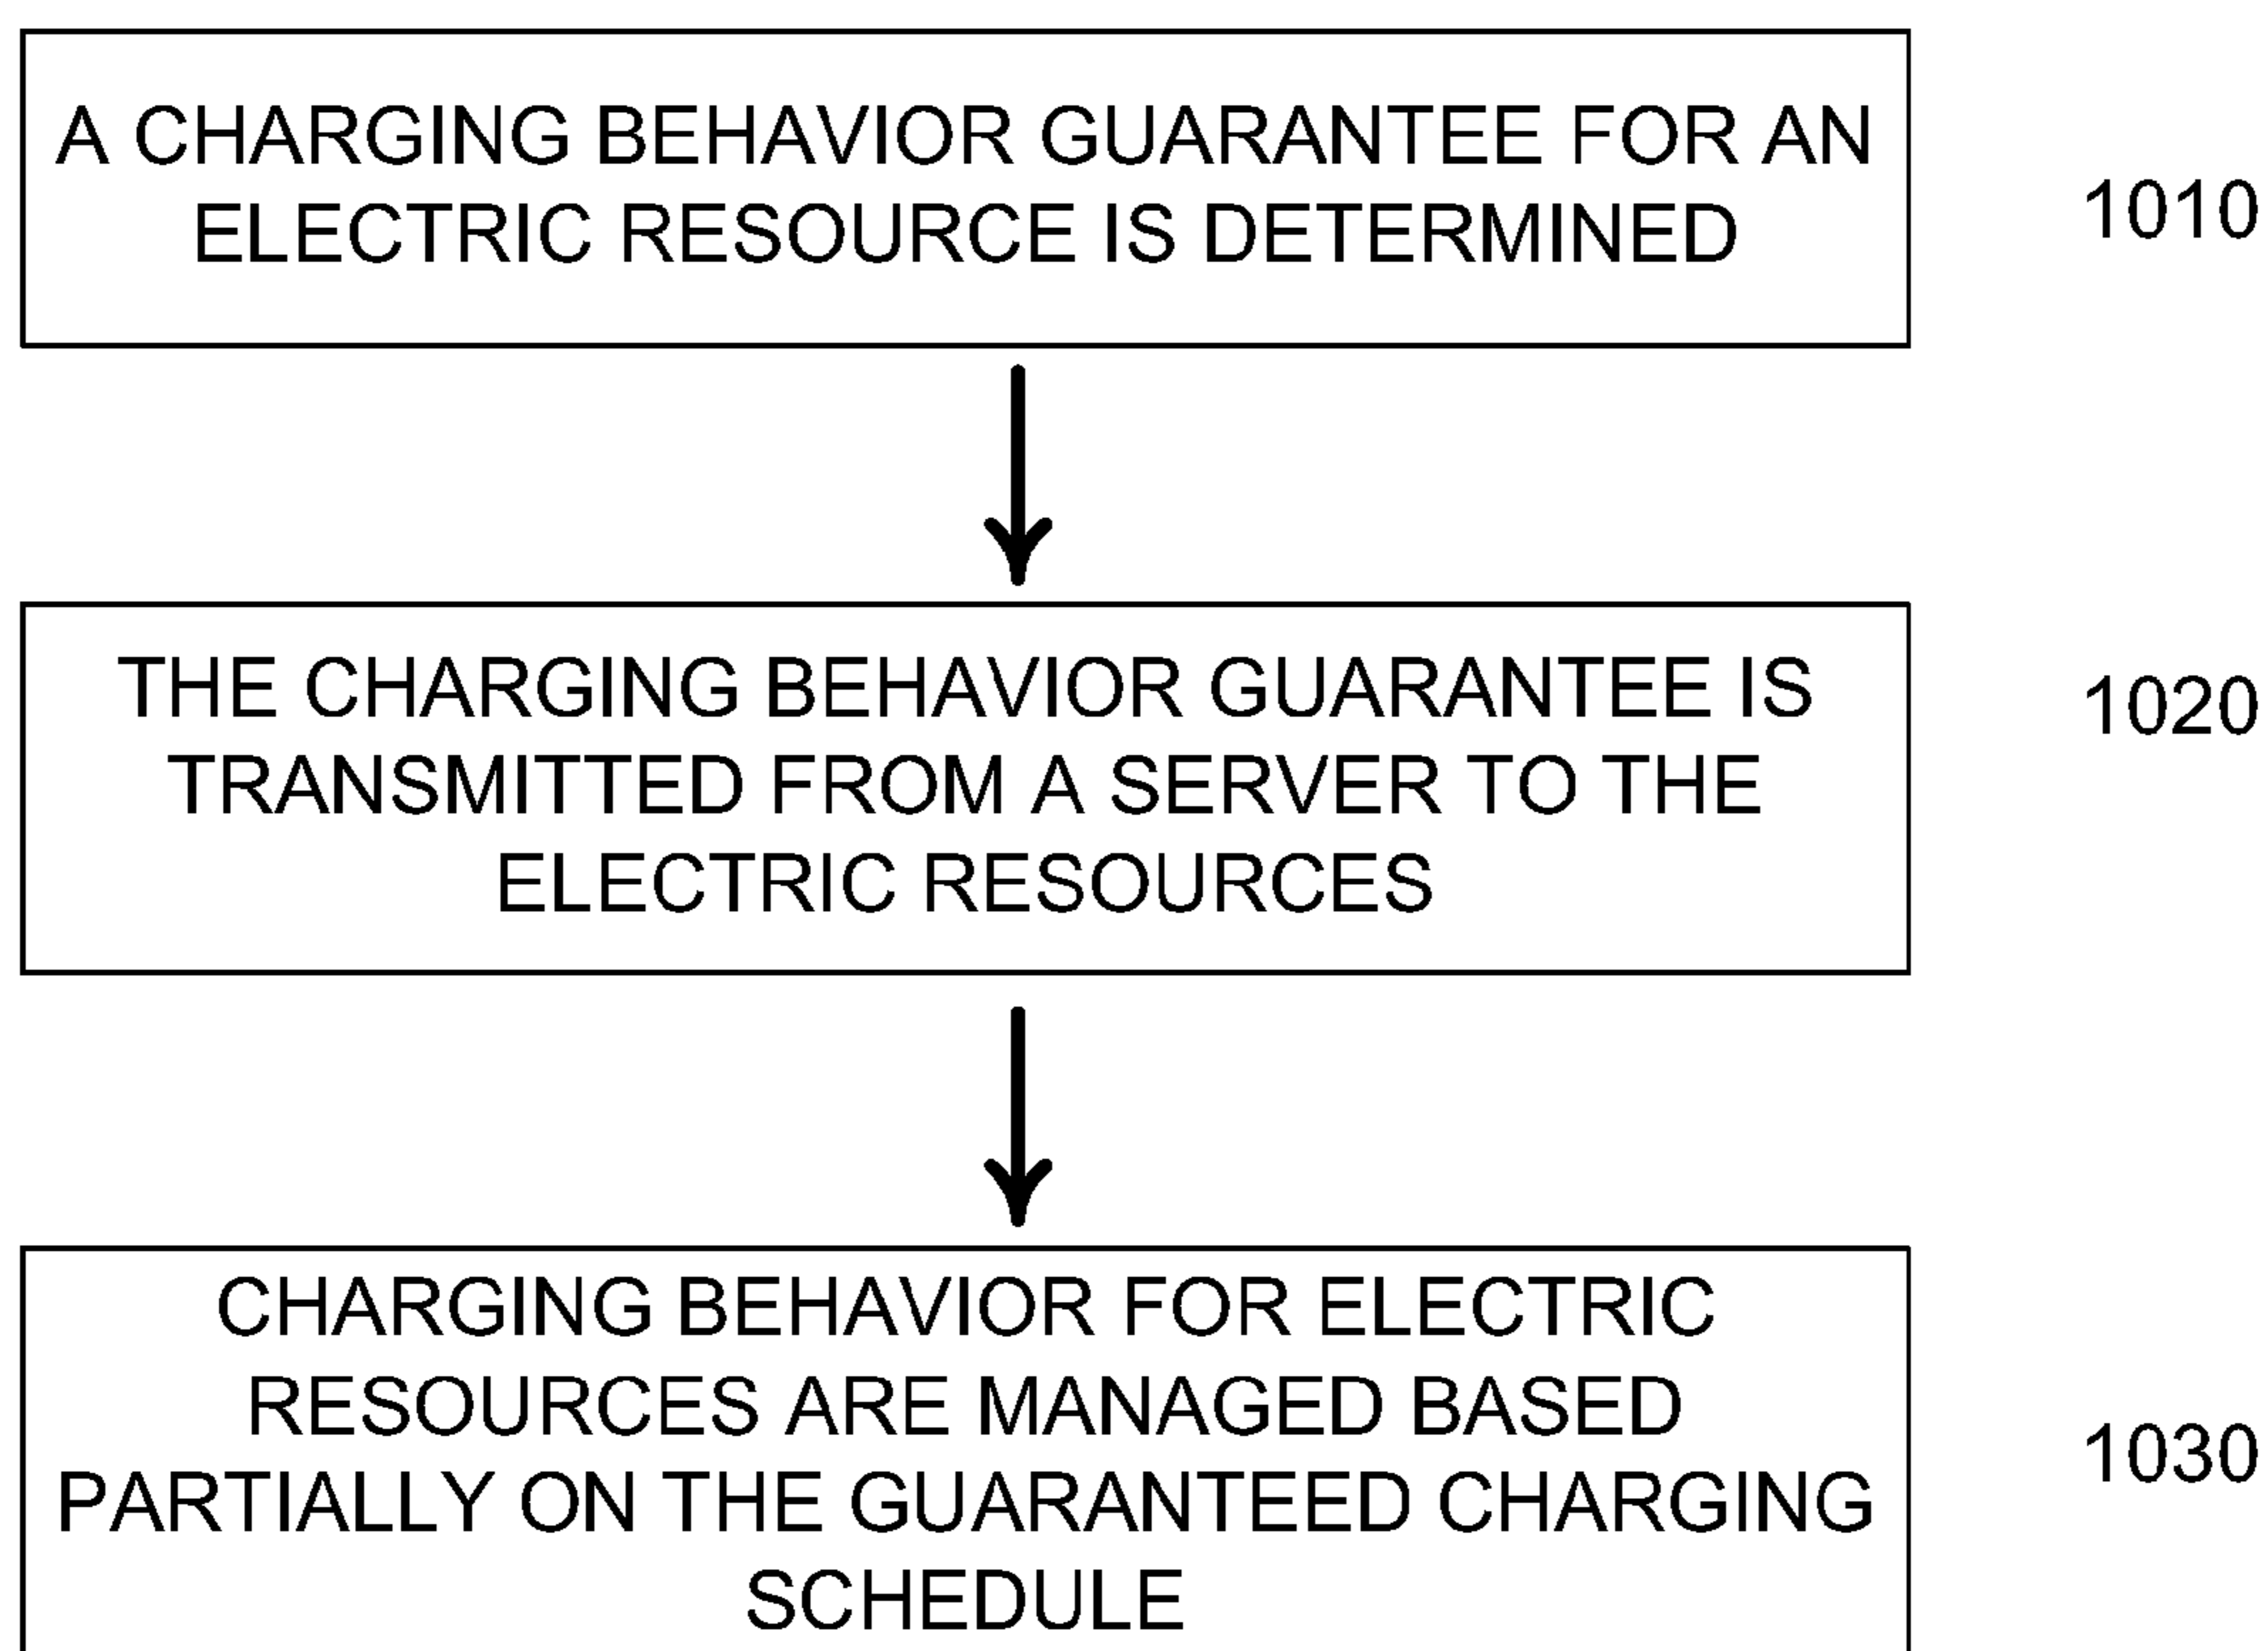 A CHARGING BEHAVIOR GUARANTEE FOR AN
ELECTRIC RESOURCE IS DETERMINED
1010
THE CHARGING BEHAVIOR GUARANTEE IS
TRANSMITTED FROM A SERVER TO THE
ELECTRIC RESOURCES
1020
CHARGING BEHAVIOR FOR ELECTRIC
RESOURCES ARE MANAGED BASED
PARTIALLY ON THE GUARANTEED CHARGING
SCHEDULE
1030